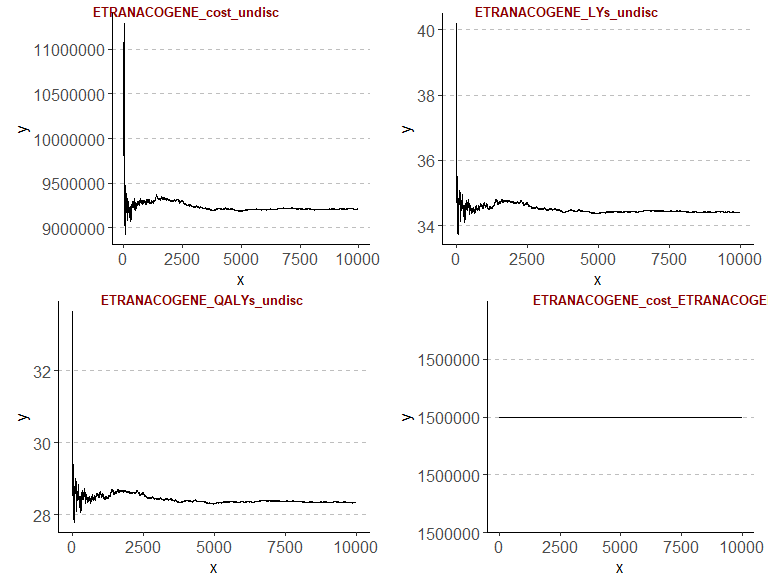 ETRANACOGENE_cost_undisc
11000000
10500000
10000000
9500000
9000000
y
0 2500 5000 7500 10000
x
ETRANACOGENE_LYs_undisc
40
38
36
34
y
0 2500 5000 7500 10000
x
ETRANACOGENE_QALYs_undisc
32
30
28
y
0 2500 5000 7500 10000
x
ETRANACOGENE_cost_ETRANACOGE
1500000
1500000
1500000
1500000
y
0 2500 5000 7500 10000
x